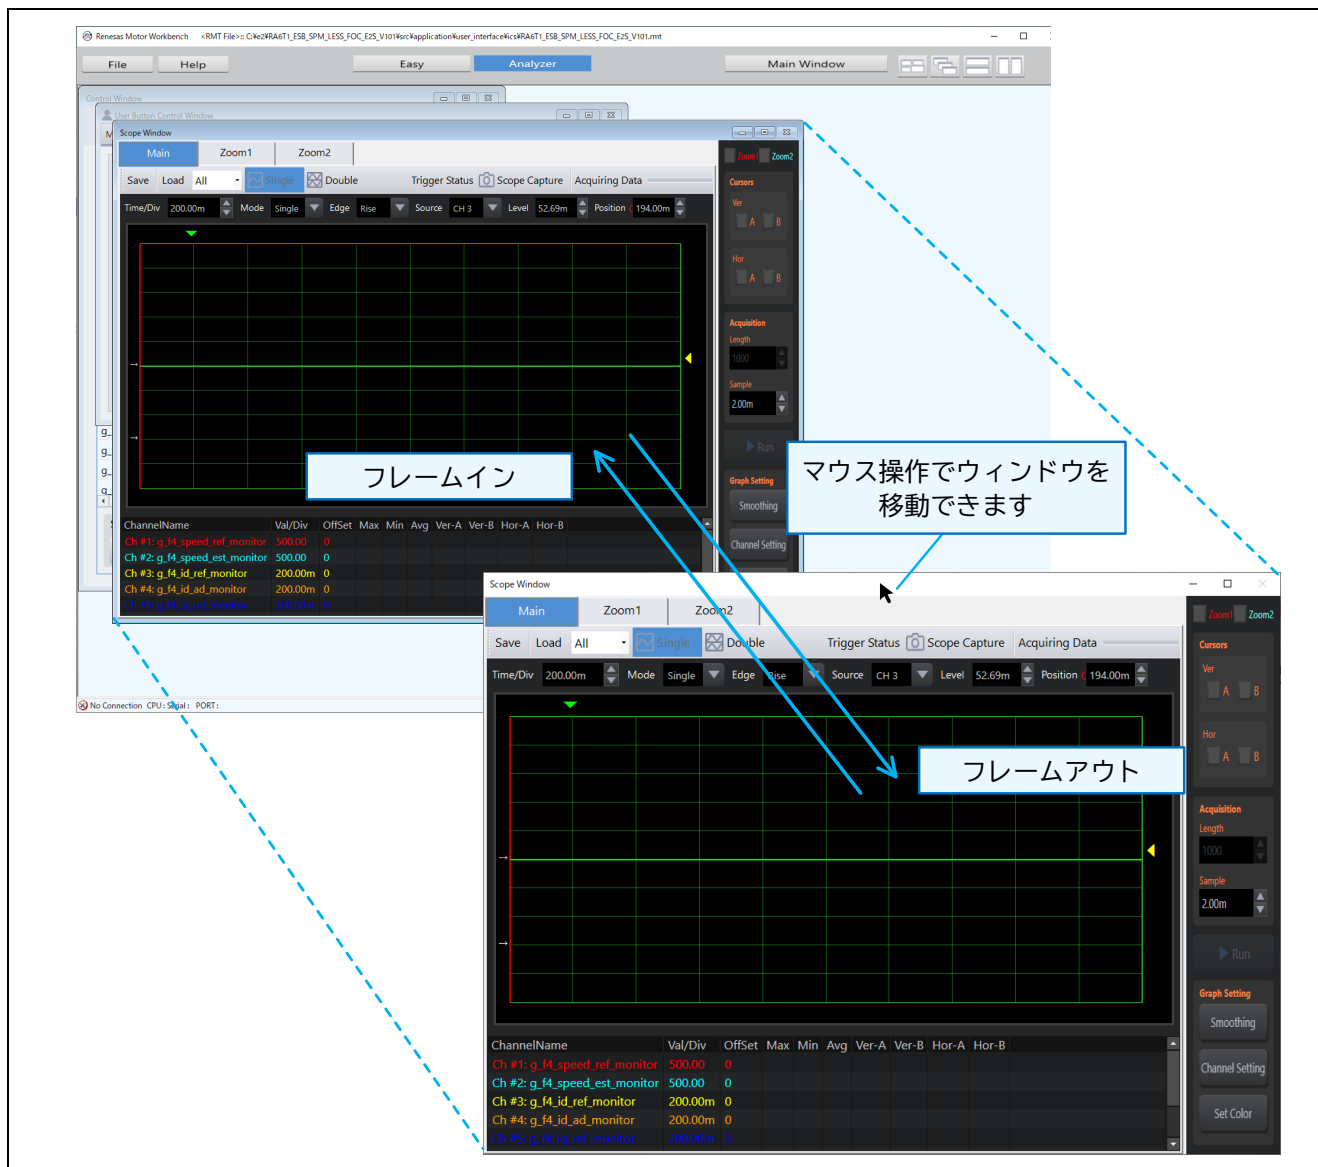 Renesas Motor Workbench <RMT File>:: C:¥e2¥RA6T1_ESB_SPM_LESS_FOC_E2S_V101¥src¥application¥user_interface¥ics¥RA6T1_ESB_SPM_LESS_FOC_E2S_V101.rmt
File Help Easy Analyzer Main Window
Control Window
User Button Control Window
M
Scope Window
Main Zoom1 Zoom2
Zoom1 Zoom2
Save Load All Single Double Trigger Status Scope Capture Acquiring Data
Cursors
Time/Div 200.00m Mode Single Edge Rise Source CH 3 Level 52.69m Position 194.00m
Ver
A B
Hor
A B
Acquisition
Length
1000
Sample
2.00m
Run
Graph Setting
Smoothing
Channel Setting
g_
g_
g_
g_
フレームイン
マウス操作でウィンドウを
移動できます
ChannelName Val/Div OffSet Max Min Avg Ver-A Ver-B Hor-A Hor-B
Ch #1: g_f4_speed_ref_monitor 500.00 0
Ch #2: g_f4_speed_est_monitor 500.00 0
Ch #3: g_f4_id_ref_monitor 200.00m 0
Ch #4: g_f4_id_ad_monitor 200.00m 0
Ch #5: g_f4_iq_ref_monitor 200.00m 0
No Connection CPU : Serial : PORT :
Scope Window
Main Zoom1 Zoom2
Zoom1 Zoom2
Save Load All Single Double Trigger Status Scope Capture Acquiring Data
Cursors
Time/Div 200.00m Mode Single Edge Rise Source CH 3 Level 52.69m Position 194.00m
Ver
A B
Hor
A B
フレームアウト
Acquisition
Length
1000
Sample
2.00m
Run
Graph Setting
Smoothing
Channel Setting
Set Color
ChannelName Val/Div OffSet Max Min Avg Ver-A Ver-B Hor-A Hor-B
Ch #1: g_f4_speed_ref_monitor 500.00 0
Ch #2: g_f4_speed_est_monitor 500.00 0
Ch #3: g_f4_id_ref_monitor 200.00m 0
Ch #4: g_f4_id_ad_monitor 200.00m 0
Ch #5: g_f4_iq_ref_monitor 200.00m 0